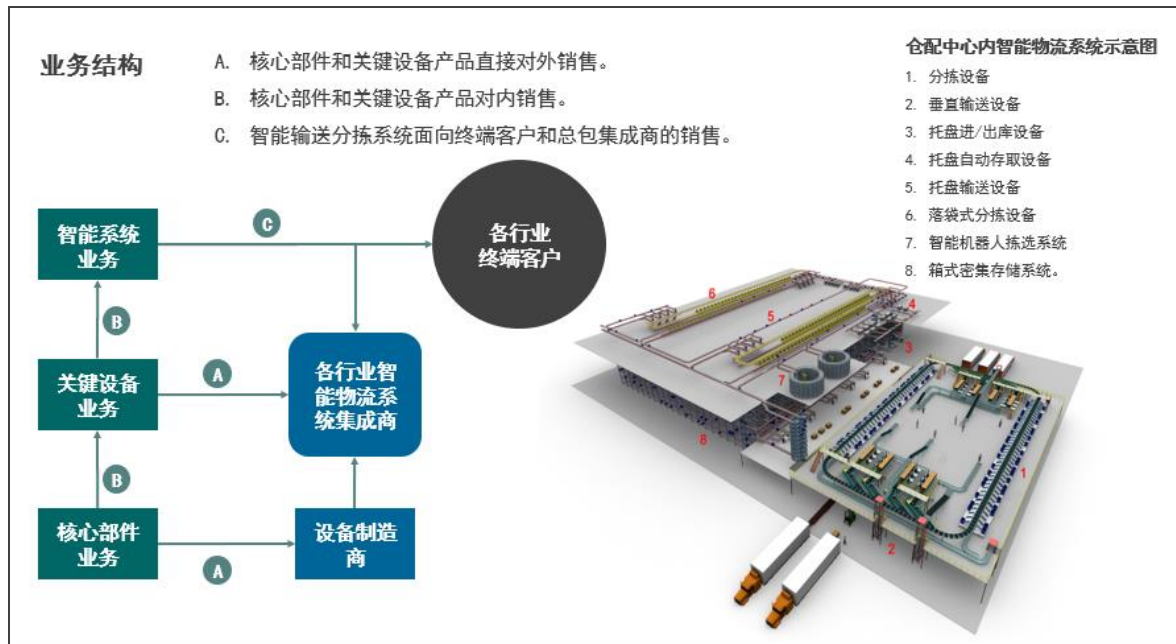 业务结构
A. 核心部件和关键设备产品直接对外销售。
B. 核心部件和关键设备产品对内销售。
C. 智能输送分拣系统面向终端客户和总包集成商的销售。
仓配中心内智能物流系统示意图
1. 分拣设备
2. 垂直输送设备
3. 托盘进/出库设备
4. 托盘自动存取设备
5. 托盘输送设备
6. 落袋式分拣设备
7. 智能机器人拣选系统
8. 箱式密集存储系统。
智能系统
业务
C
各行业
终端客户
B
关键设备
业务
A
各行业智
能物流系
统集成商
B
核心部件
业务
A
设备制造
商
6
5
4
3
7
8
1
2